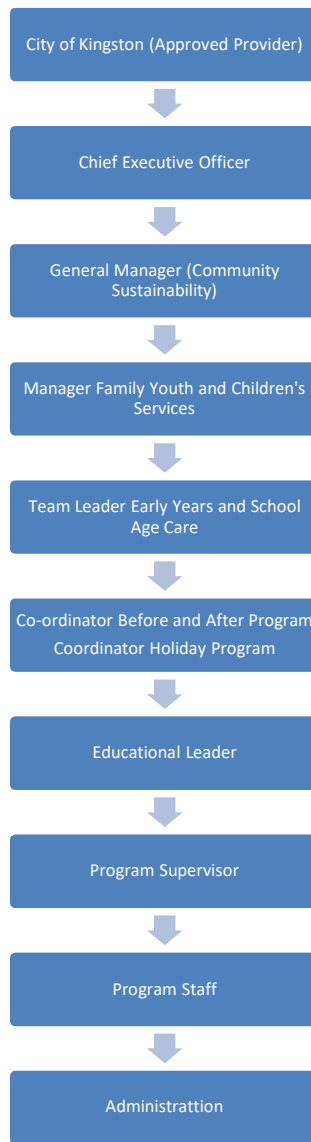 City of Kingston (Approved Provider)
Chief Executive Officer
General Manager (Community
Sustainability)
Manager Family Youth and Children's
Services
Team Leader Early Years and School
Age Care
Co-ordinator Before and After Program
Coordinator Holiday Program
Educational Leader
Program Supervisor
Program Staff
Administrattion